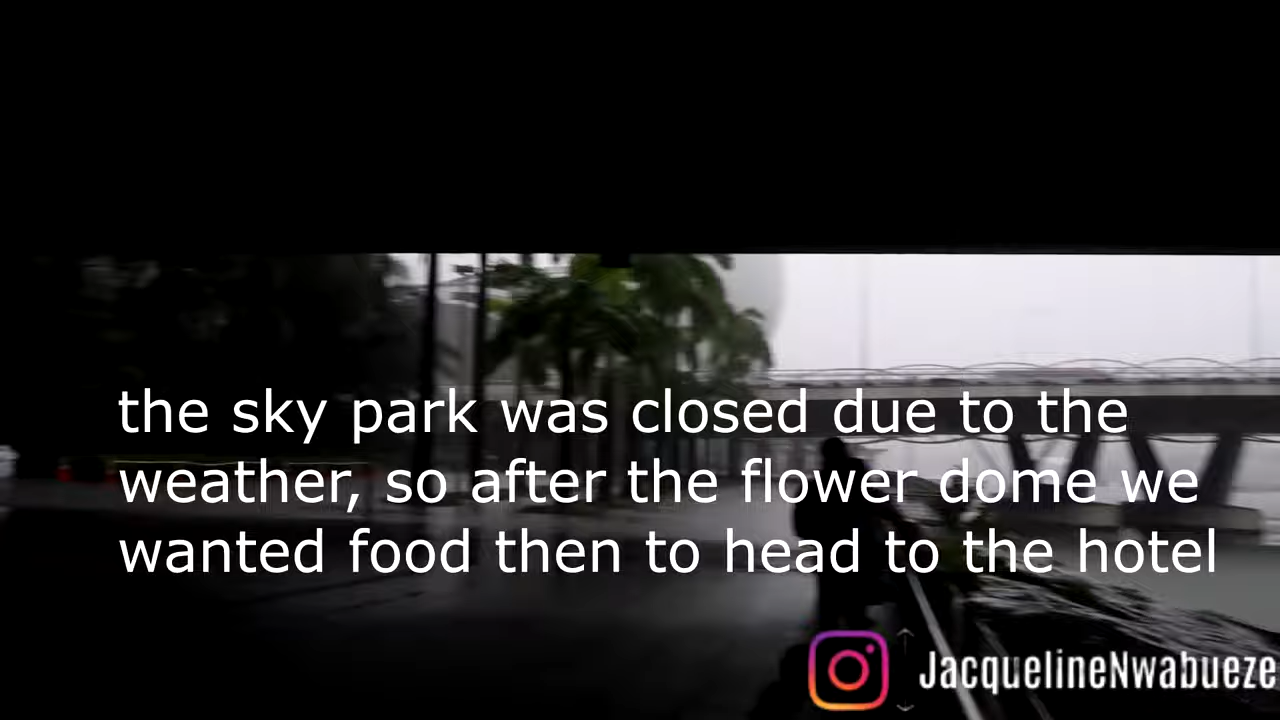 the sky park was closed due to the
weather, so after the flower dome we
wanted food then to head to the hotel
JacquelineNwabueze